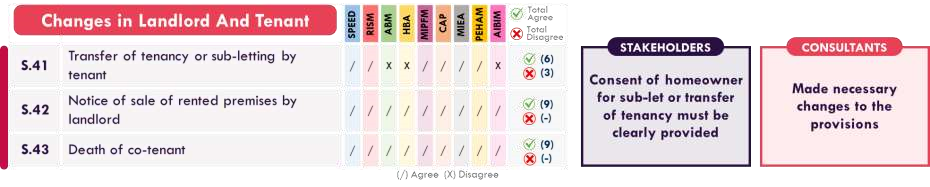 Changes in Landlord And Tenant
SPEED RISM ABM HBA MIPFM CAP MIEA PEHAM AIBIM
Total Agree
Total Disagree
S.41 Transfer of tenancy or sub-letting by
tenant
/ / x x / / / / x
(6)
(3)
S.42 Notice of sale of rented premises by
landlord
/ / / / / / / / /
(9)
(-)
S.43 Death of co-tenant
/ / / / / / / / /
(9)
(-)
(/) Agree (X) Disagree
STAKEHOLDERS
Consent of homeowner
for sub-let or transfer
of tenancy must be
clearly provided
CONSULTANTS
Made necessary
changes to the
provisions